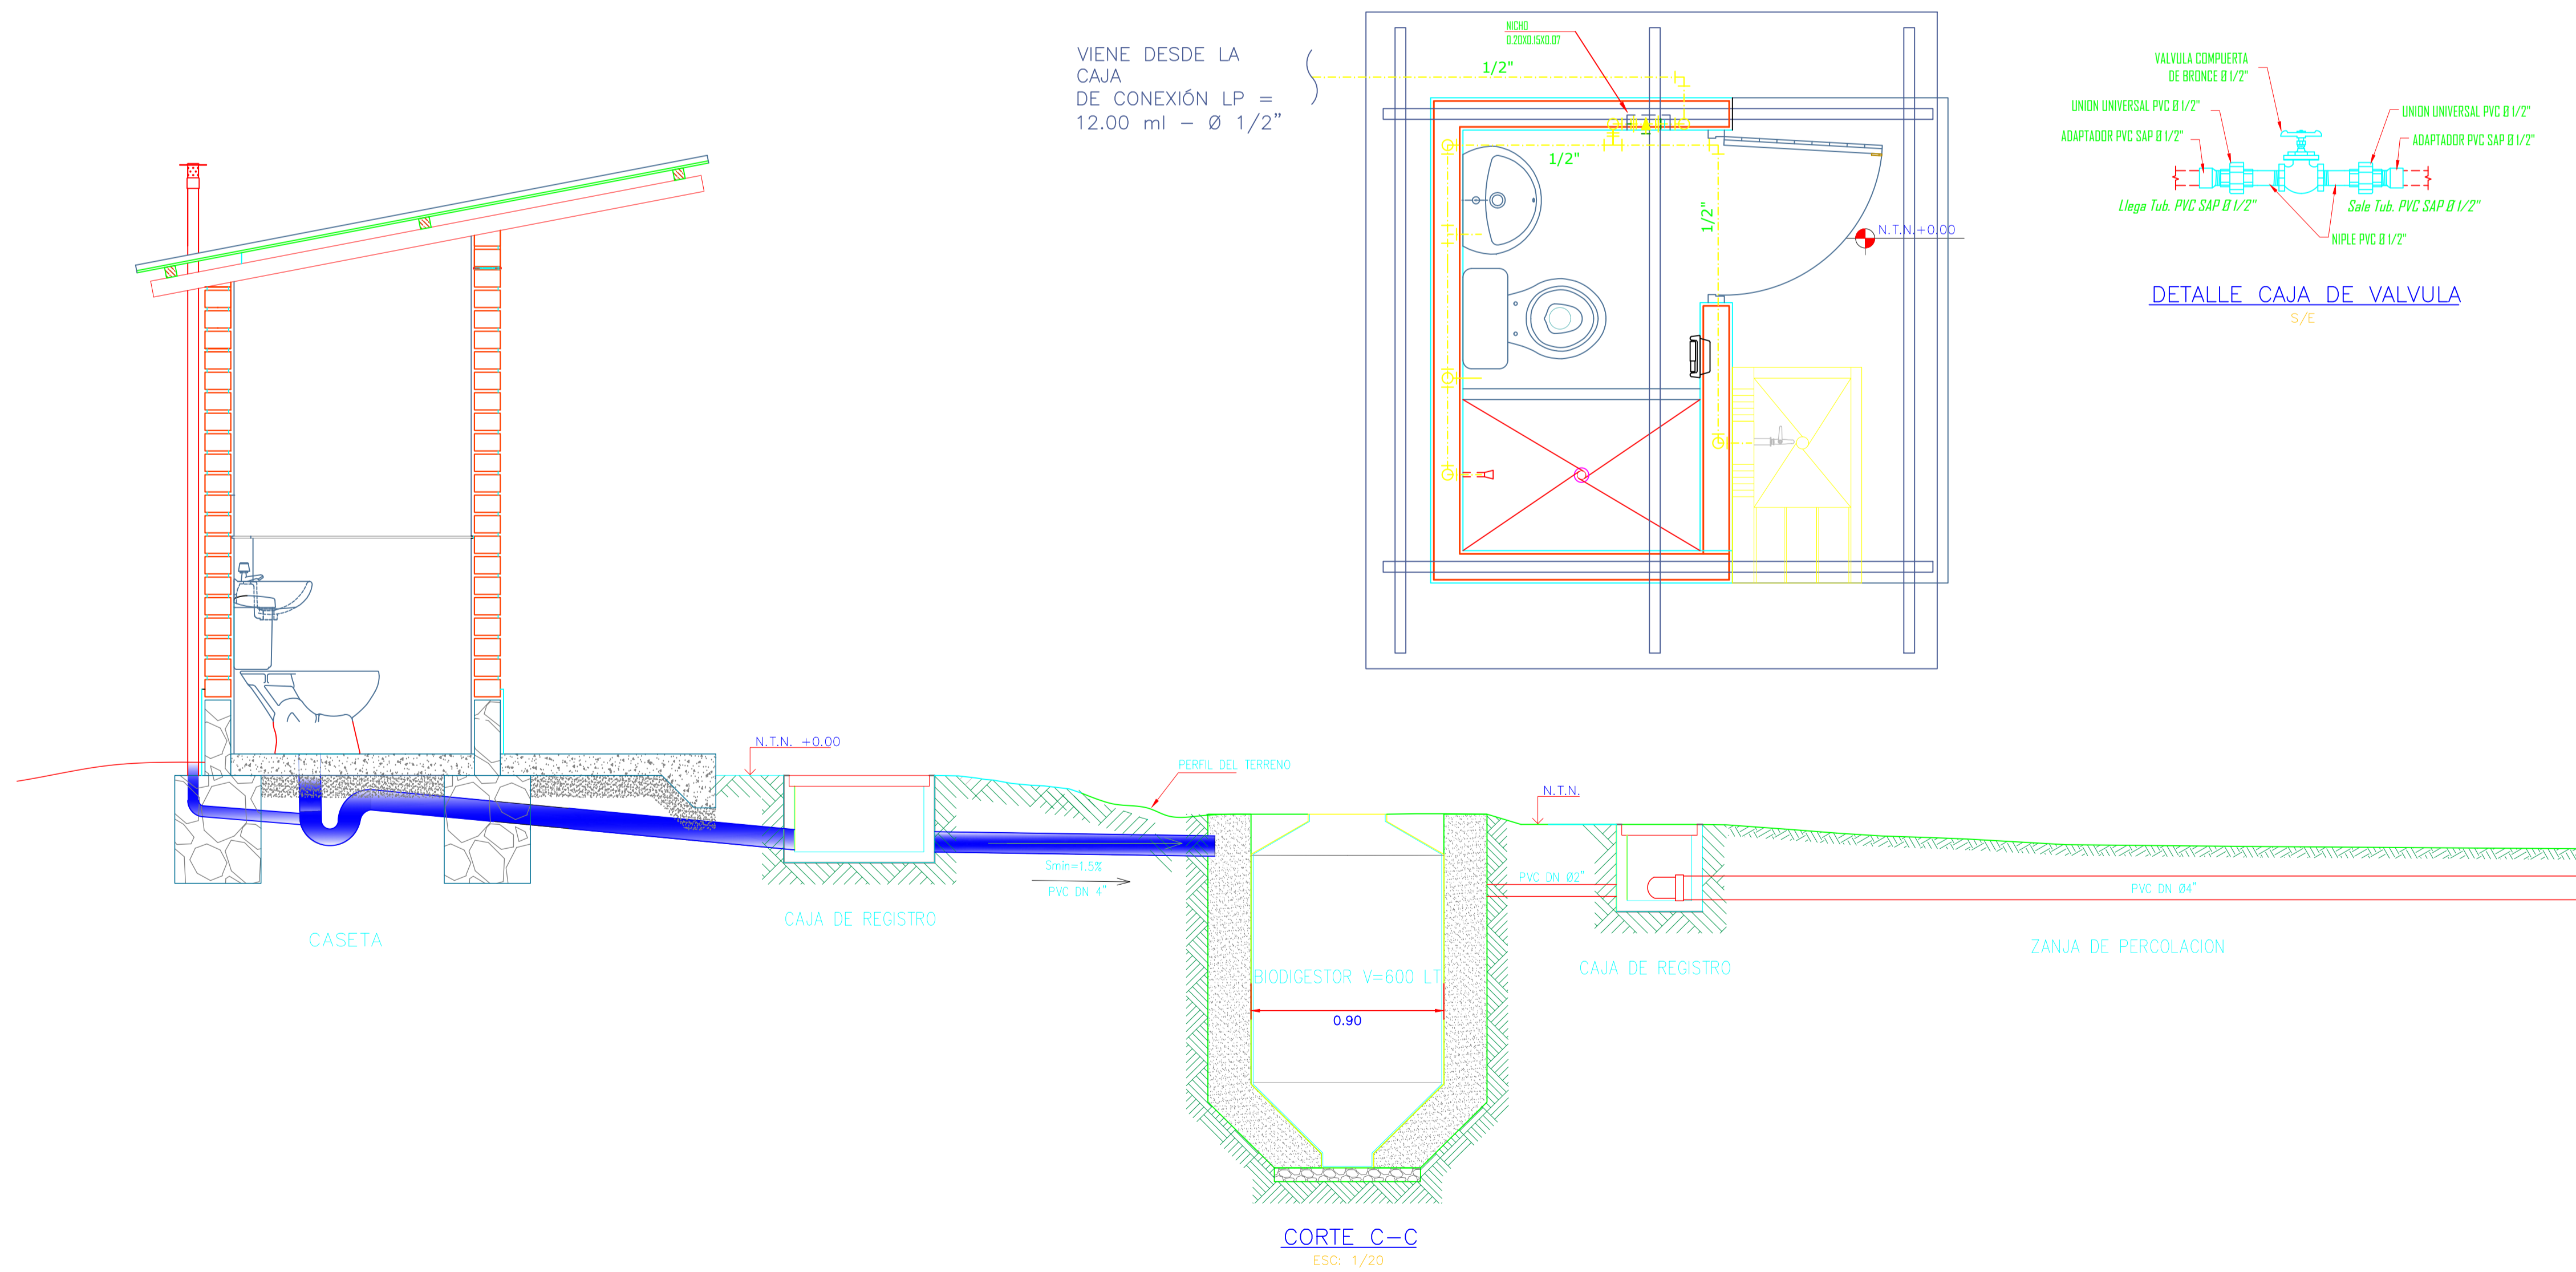 VIENE DESDE LA
CAJA
DE CONEXIÓN LP =
12.00 ml - Ø 1/2"
NICHO
0.20X0.15X0.07
1/2"
1/2"
1/2"
N.T.N.+0.00
VALVULA COMPUERTA
DE BRONCE Ø 1/2"
UNION UNIVERSAL PVC Ø 1/2"
UNION UNIVERSAL PVC Ø 1/2"
ADAPTADOR PVC SAP Ø 1/2"
ADAPTADOR PVC SAP Ø 1/2"
Llega Tub. PVC SAP Ø 1/2"
Sale Tub. PVC SAP Ø 1/2"
NIPLE PVC Ø 1/2"
DETALLE CAJA DE VALVULA
S/E
N.T.N. +0.00
PERFIL DEL TERRENO
N.T.N.
Smin=1.5%
PVC DN 4"
PVC DN Ø2"
PVC DN Ø4"
CASETA
CAJA DE REGISTRO
BIODIGESTOR V=600 LT
0.90
CAJA DE REGISTRO
ZANJA DE PERCOLACION
CORTE C-C
ESC: 1/20